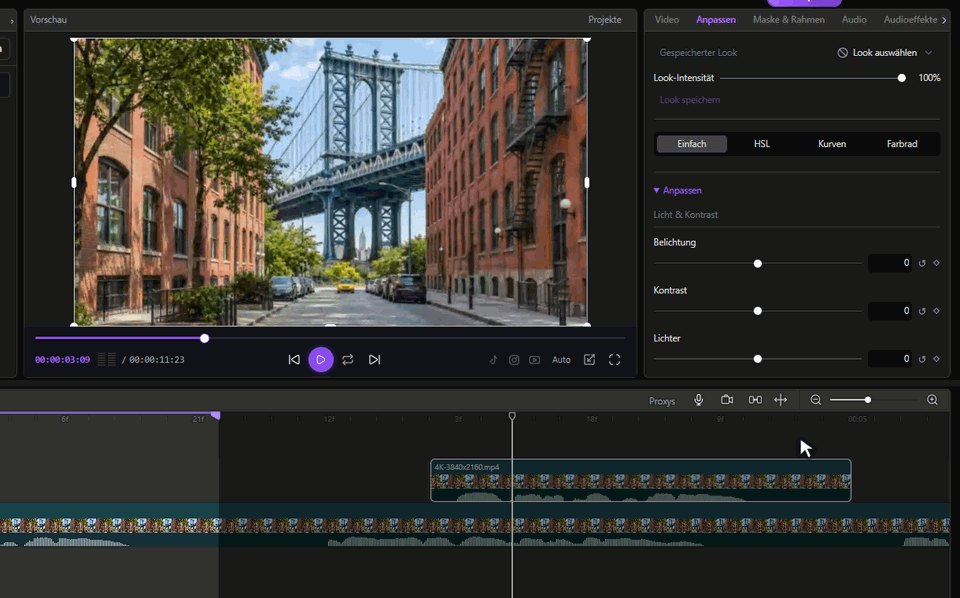 Vorschau
Projekte
Video Anpassen Maske & Rahmen Audio Audioeffekte
Gespeicherter Look
Look auswählen
Look-Intensität
100%
Look speichern
Einfach HSL Kurven Farbrad
Anpassen
Licht & Kontrast
Belichtung
0
Kontrast
0
Lichter
0
00:00:03:09 / 00:00:11:23
Auto
Proxys
6f 21f 12f 3f 18f 9f 00:05
4K-3840x2160.mp4